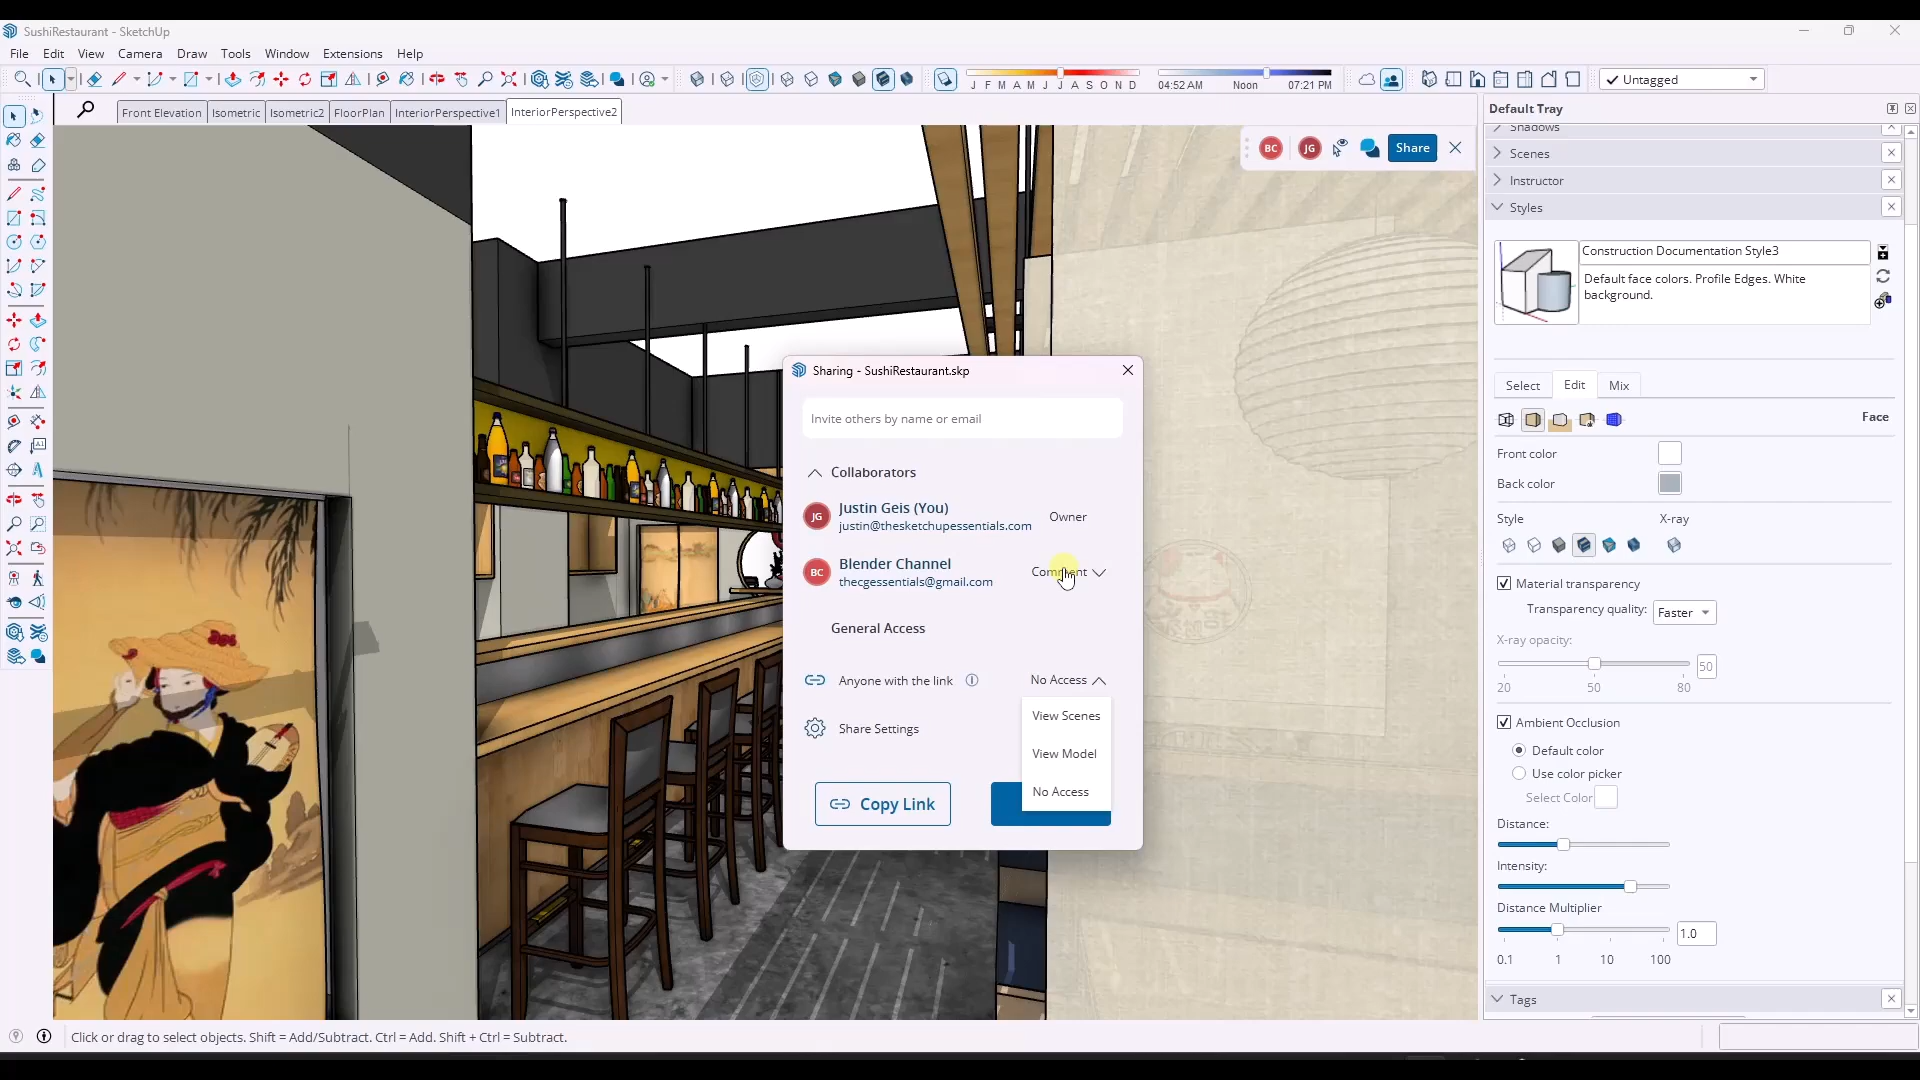 SushiRestaurant - SketchUp
File Edit View Camera Draw Tools Window Extensions Help
J F M A M J J A S O N D
04:52 AM Noon 07:21 PM
Untagged
Front Elevation Isometric Isometric2 FloorPlan InteriorPerspective1 InteriorPerspective2
BC JG Share
Default Tray
Shadows
Scenes
Instructor
Styles
Construction Documentation Style3
Default face colors. Profile Edges. White
background.
Select Edit Mix
Face
Front color
Back color
Style X-ray
Material transparency
Transparency quality: Faster
X-ray opacity:
50
20 50 80
Ambient Occlusion
Default color
Use color picker
Select Color
Distance:
Intensity:
Distance Multiplier
1.0
0.1 1 10 100
Tags
Sharing - SushiRestaurant.skp
Invite others by name or email
Collaborators
JG Justin Geis (You)
justin@thesketchupessentials.com
Owner
BC Blender Channel
thecgessentials@gmail.com
Comment
General Access
Anyone with the link No Access
View Scenes
Share Settings
View Model
No Access
Copy Link
Click or drag to select objects. Shift = Add/Subtract. Ctrl = Add. Shift + Ctrl = Subtract.